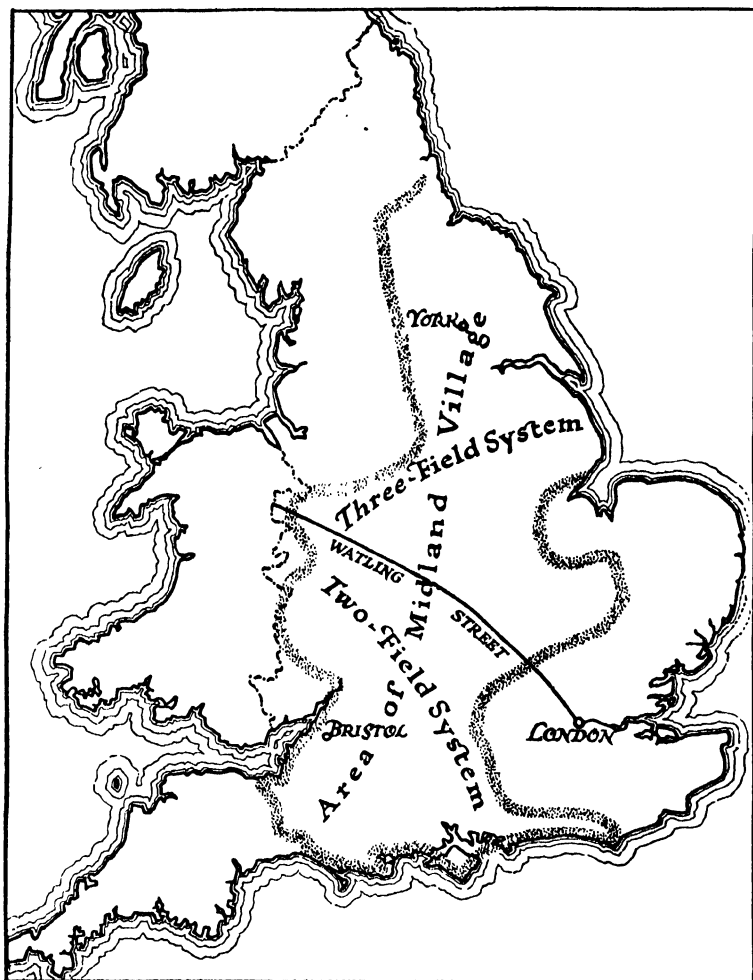 YORK
Three-Field System
WATLING STREET
Two-Field System
Area of Midland Village
BRISTOL
LONDON